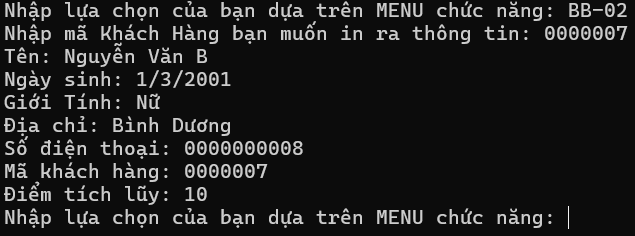 Nhập lựa chọn của bạn dựa trên MENU chức năng: BB-02
Nhập mã Khách Hàng bạn muốn in ra thông tin: 0000007
Tên: Nguyễn Văn B
Ngày sinh: 1/3/2001
Giới Tính: Nữ
Địa chỉ: Bình Dương
Số điện thoại: 0000000008
Mã khách hàng: 0000007
Điểm tích lũy: 10
Nhập lựa chọn của bạn dựa trên MENU chức năng: